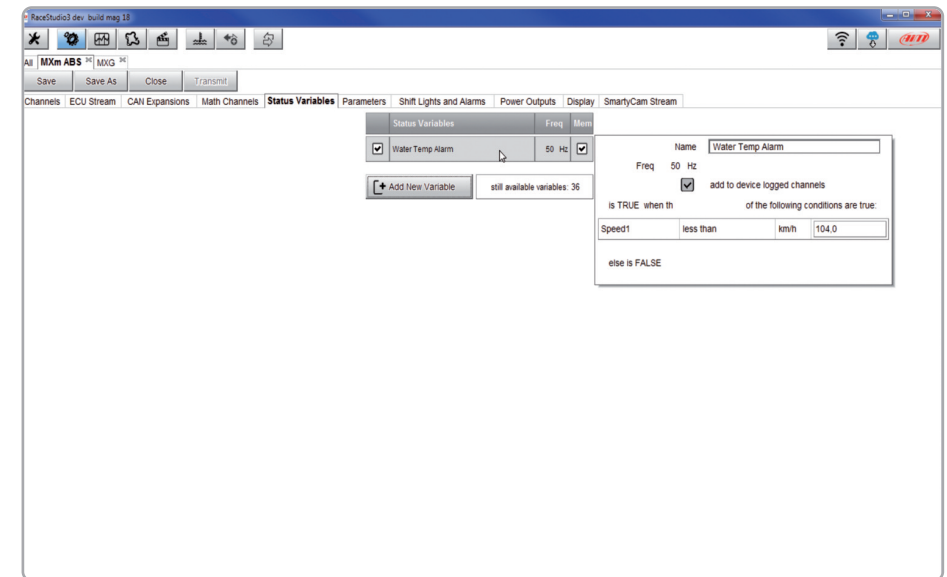 RaceStudio3 dev build mag 18
AiM
All MXm ABS MXG
Save Save As Close Transmit
Channels ECU Stream CAN Expansions Math Channels Status Variables Parameters Shift Lights and Alarms Power Outputs Display SmartyCam Stream
Status Variables Freq Mem
Water Temp Alarm 50 Hz
Add New Variable still available variables: 36
Name Water Temp Alarm
Freq 50 Hz
add to device logged channels
is TRUE when th of the following conditions are true:
Speed1 less than km/h 104,0
else is FALSE